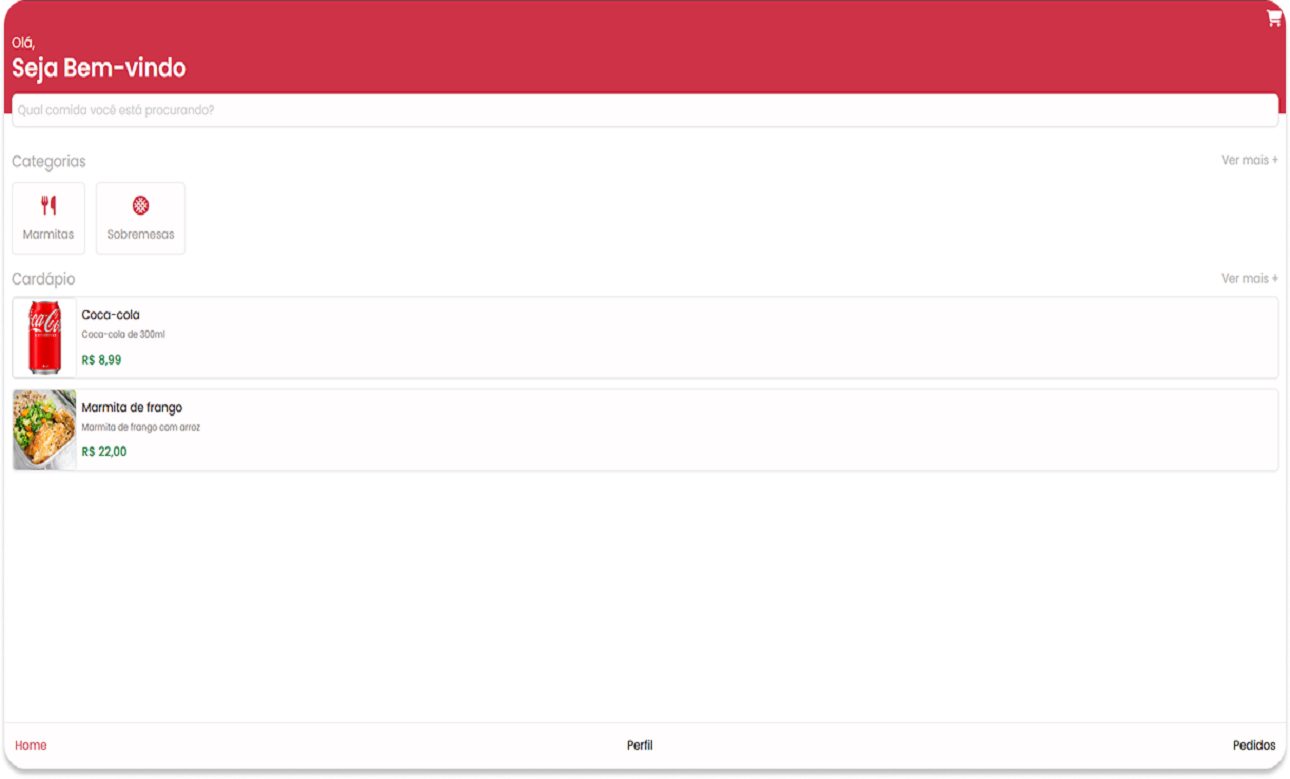 Olá,
Seja Bem-vindo
Qual comida você está procurando?
Categorias
Ver mais +
Marmitas
Sobremesas
Cardápio
Ver mais +
Coca-cola
Coca-cola de 300ml
R$ 8,99
Marmita de frango
Marmita de frango com arroz
R$ 22,00
Home
Perfil
Pedidos